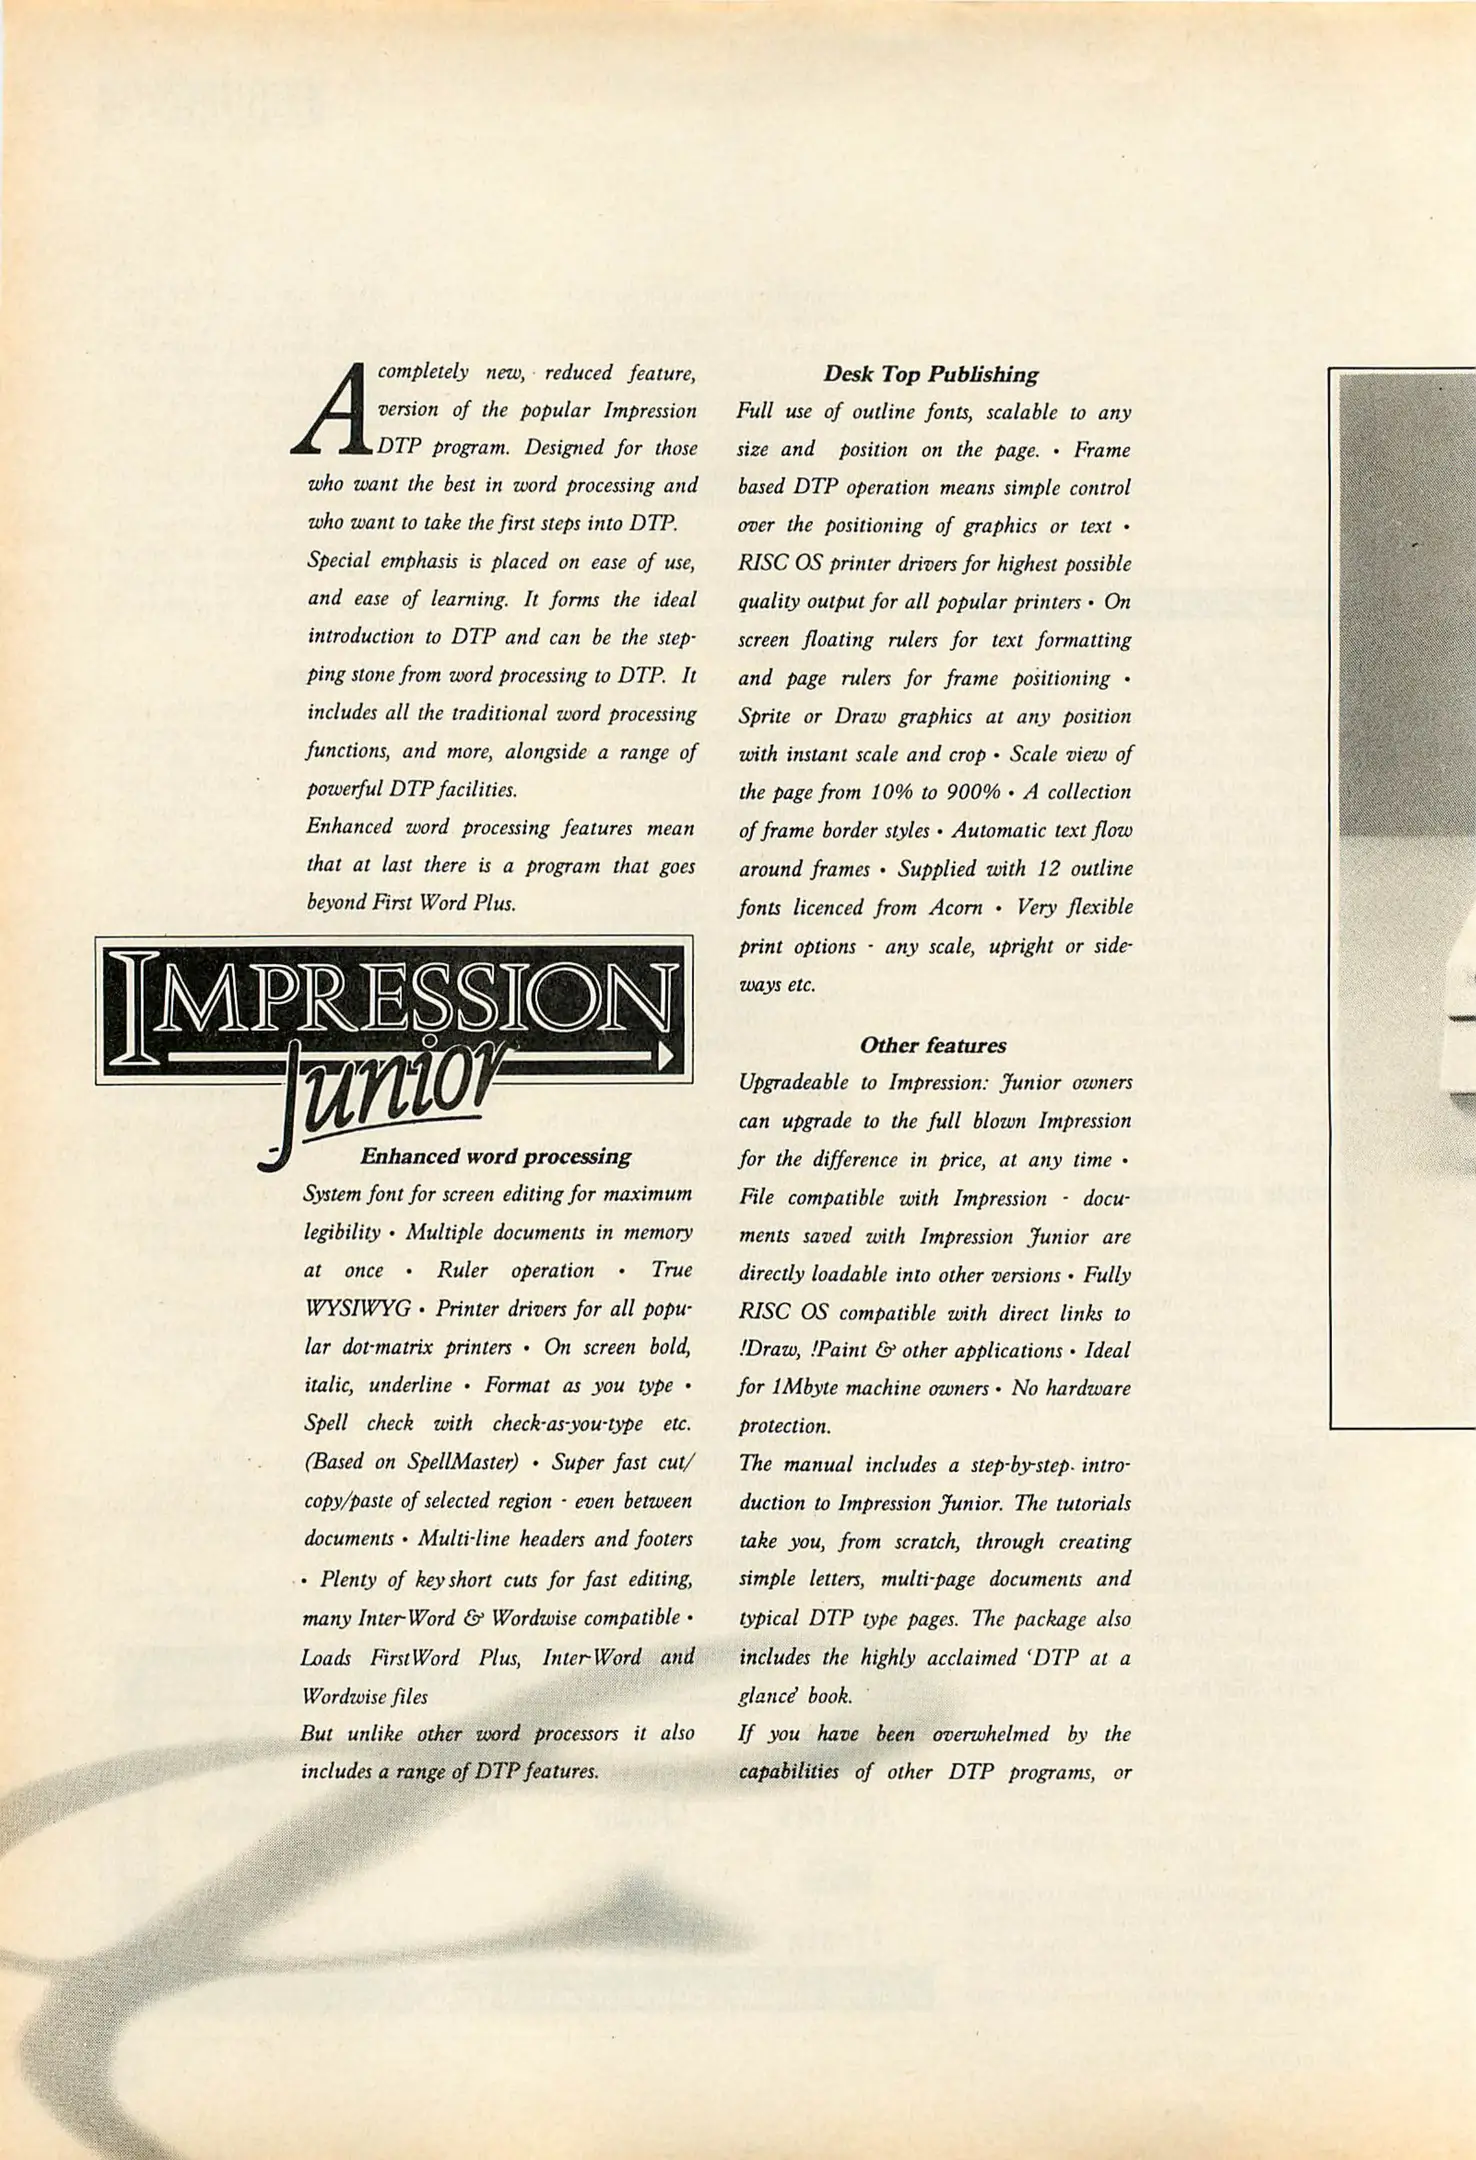 A completely new, reduced feature,
version of the popular Impression
DTP program. Designed for those
who want the best in word processing and
who want to take the first steps into DTP.
Special emphasis is placed on ease of use,
and ease of learning. It forms the ideal
introduction to DTP and can be the step-
ping stone from word processing to DTP. It
includes all the traditional word processing
functions, and more, alongside a range of
powerful DTP facilities.
Enhanced word processing features mean
that at last there is a program that goes
beyond First Word Plus.
IMPRESSION
Junior
Enhanced word processing
System font for screen editing for maximum
legibility • Multiple documents in memory
at once • Ruler operation • True
WYSIWYG • Printer drivers for all popu-
lar dot-matrix printers • On screen bold,
italic, underline • Format as you type •
Spell check with check-as-you-type etc.
(Based on SpellMaster) • Super fast cut/
copy/paste of selected region - even between
documents • Multi-line headers and footers
• Plenty of key short cuts for fast editing,
many Inter-Word & Wordwise compatible •
Loads FirstWord Plus, Inter-Word and
Wordwise files
But unlike other word processors it also
includes a range of DTP features.
Desk Top Publishing
Full use of outline fonts, scalable to any
size and position on the page. • Frame
based DTP operation means simple control
over the positioning of graphics or text •
RISC OS printer drivers for highest possible
quality output for all popular printers • On
screen floating rulers for text formatting
and page rulers for frame positioning •
Sprite or Draw graphics at any position
with instant scale and crop • Scale view of
the page from 10% to 900% • A collection
of frame border styles • Automatic text flow
around frames • Supplied with 12 outline
fonts licenced from Acorn • Very flexible
print options - any scale, upright or side-
ways etc.
Other features
Upgradeable to Impression: Junior owners
can upgrade to the full blown Impression
for the difference in price, at any time •
File compatible with Impression - docu-
ments saved with Impression Junior are
directly loadable into other versions • Fully
RISC OS compatible with direct links to
!Draw, !Paint & other applications • Ideal
for 1Mbyte machine owners • No hardware
protection.
The manual includes a step-by-step intro-
duction to Impression Junior. The tutorials
take you, from scratch, through creating
simple letters, multi-page documents and
typical DTP type pages. The package also
includes the highly acclaimed ‘DTP at a
glance’ book.
If you have been overwhelmed by the
capabilities of other DTP programs, or